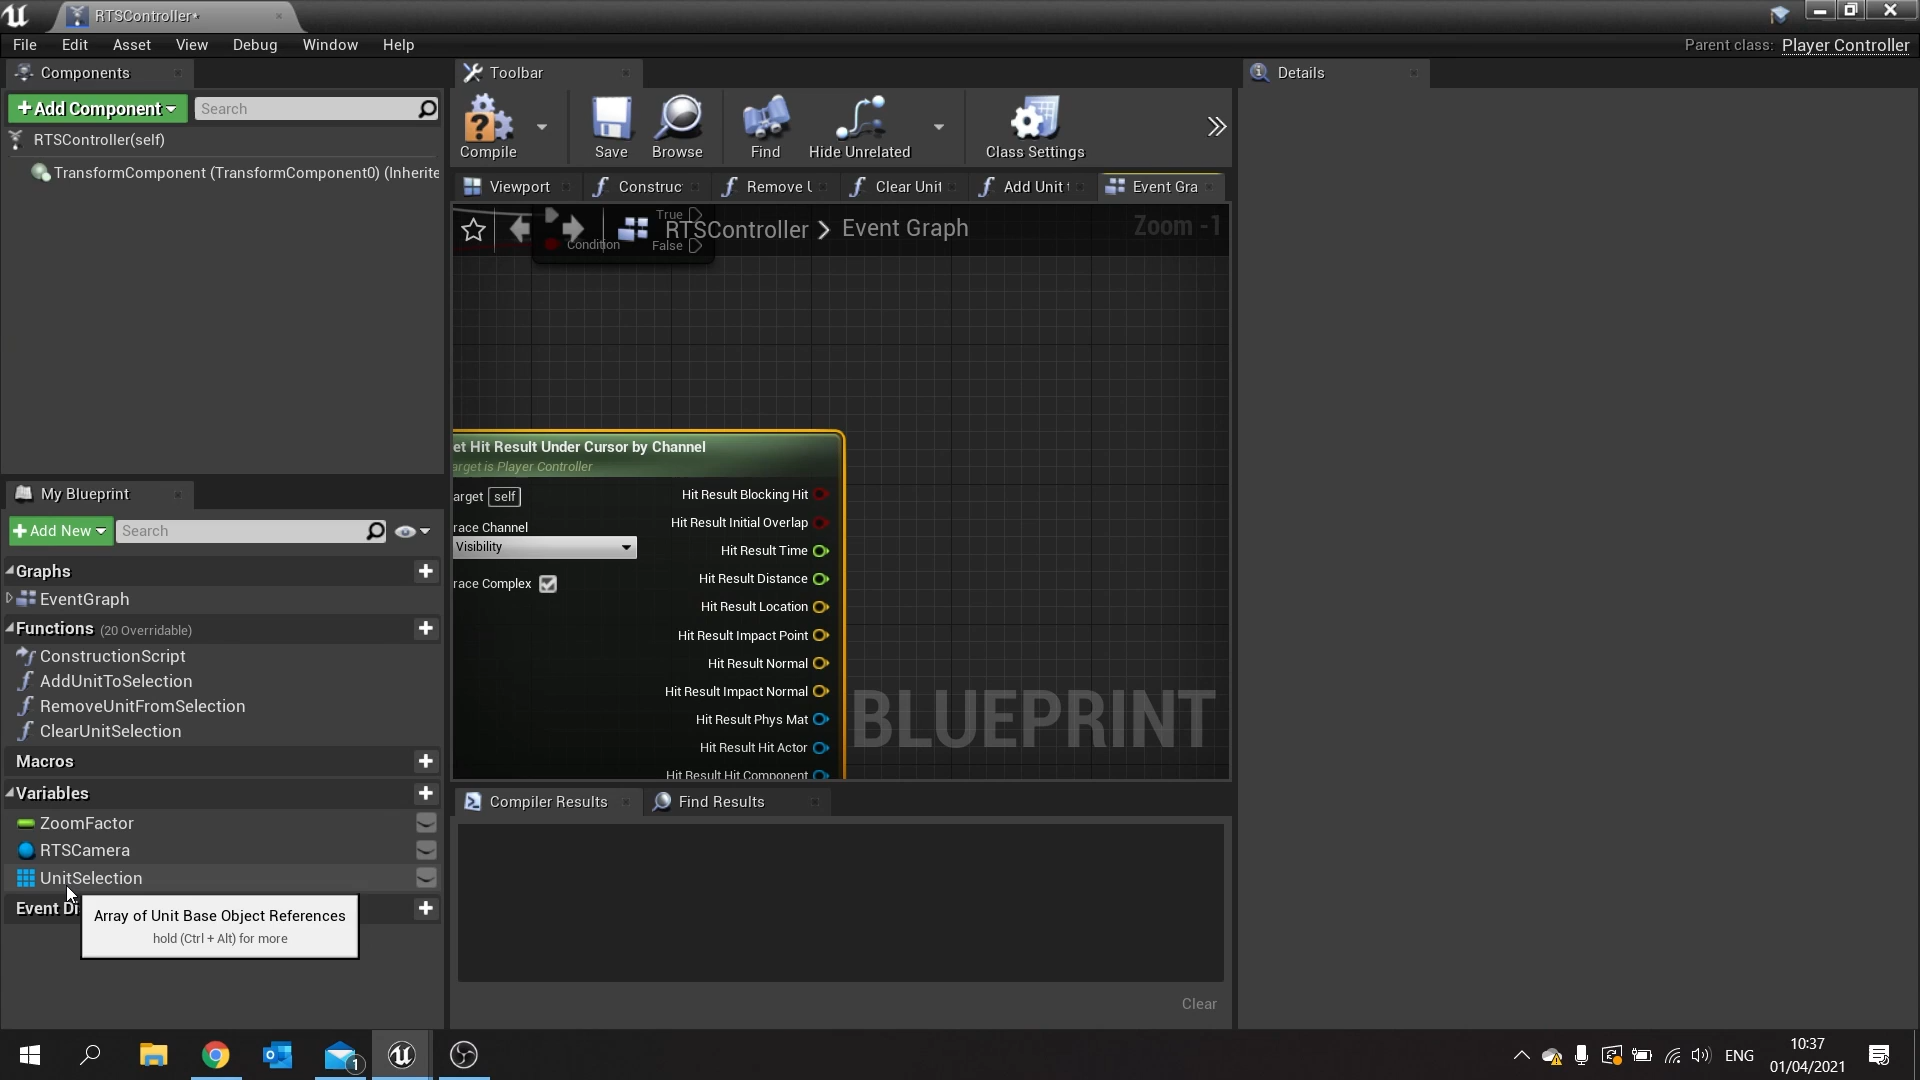 RTSController*
File Edit Asset View Debug Window Help
Parent class: Player Controller
Components
Toolbar
Details
+Add Component
Search
RTSController(self)
TransformComponent (TransformComponent0) (Inherite
Compile
Save
Browse
Find
Hide Unrelated
Class Settings
Viewport
Construc
Remove U
Clear Unit
Add Unit t
Event Gra
True
Condition
False
RTSController > Event Graph
Zoom -1
et Hit Result Under Cursor by Channel
arget is Player Controller
arget self
race Channel
Visibility
race Complex
Hit Result Blocking Hit
Hit Result Initial Overlap
Hit Result Time
Hit Result Distance
Hit Result Location
Hit Result Impact Point
Hit Result Normal
Hit Result Impact Normal
Hit Result Phys Mat
Hit Result Hit Actor
Hit Result Hit Component
BLUEPRINT
My Blueprint
+Add New
Search
Graphs
EventGraph
Functions (20 Overridable)
ConstructionScript
AddUnitToSelection
RemoveUnitFromSelection
ClearUnitSelection
Macros
Variables
ZoomFactor
RTSCamera
UnitSelection
Event Di
Array of Unit Base Object References
hold (Ctrl + Alt) for more
Compiler Results
Find Results
Clear
1
ENG
10:37
01/04/2021